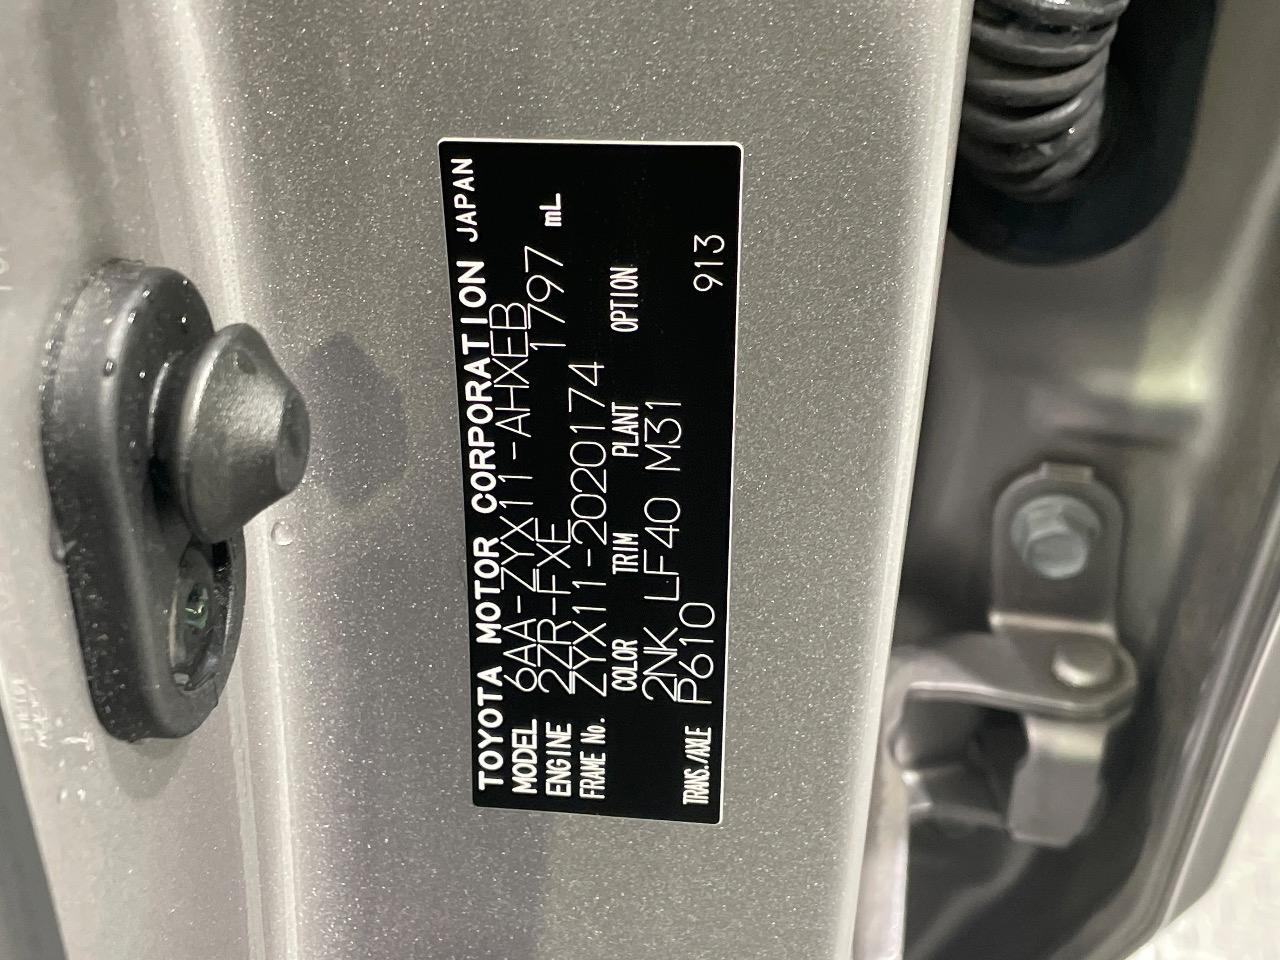 TOYOTA MOTOR CORPORATION JAPAN
MODEL 6AA-ZYX11-AHXEB
ENGINE 2ZR-FXE 1797 mL
FRAME No. ZYX11-2020174
COLOR TRIM PLANT OPTION
2NK LF40 M31
TRANS./AXLE P610 913